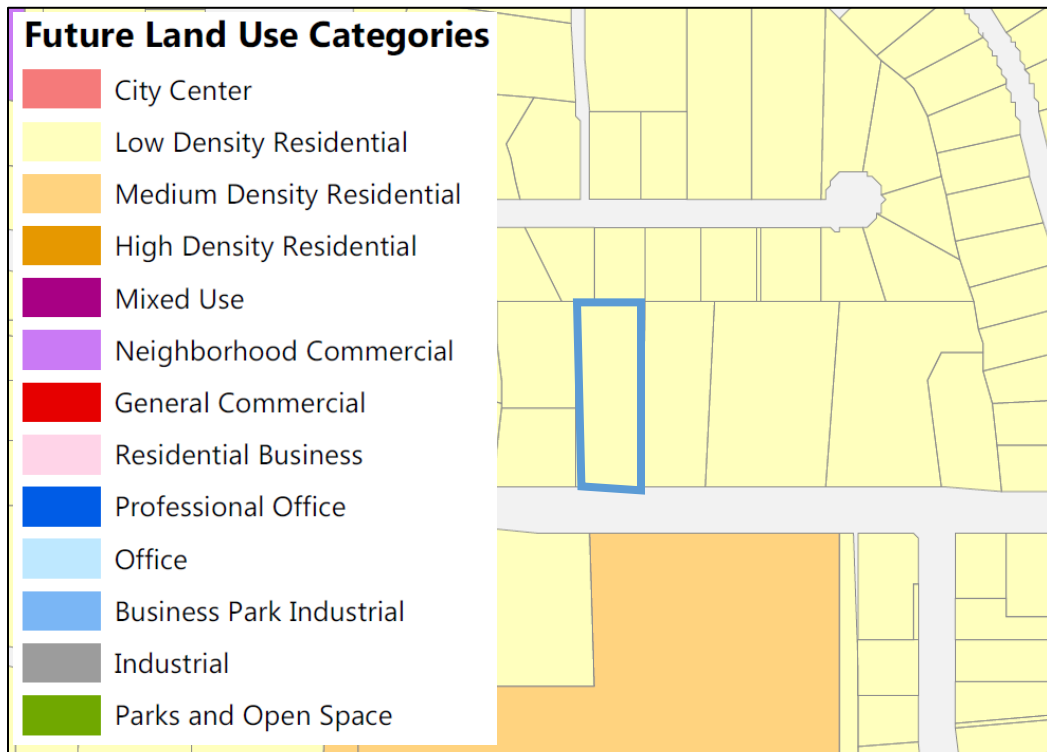 Future Land Use Categories
City Center
Low Density Residential
Medium Density Residential
High Density Residential
Mixed Use
Neighborhood Commercial
General Commercial
Residential Business
Professional Office
Office
Business Park Industrial
Industrial
Parks and Open Space